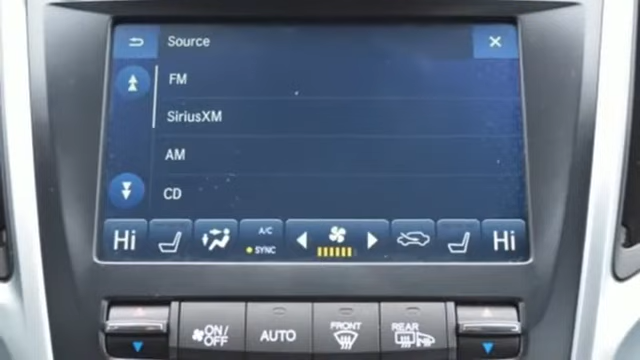 Source
FM
SiriusXM
AM
CD
Hi A/C SYNC Hi
ON/OFF AUTO FRONT REAR